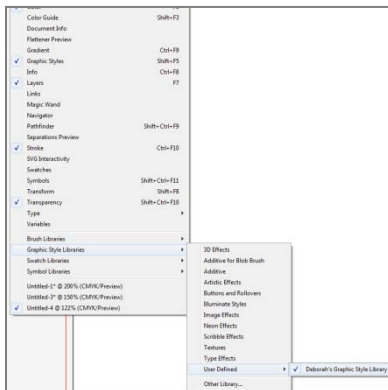 Color Guide Shift+F3
Document Info
Flattener Preview
Gradient Ctrl+F9
Graphic Styles Shift+F5
Info Ctrl+F8
Layers F7
Links
Magic Wand
Navigator
Pathfinder Shift+Ctrl+F9
Separations Preview
Stroke Ctrl+F10
SVG Interactivity
Swatches
Symbols Shift+Ctrl+F11
Transform Shift+F8
Transparency Shift+Ctrl+F10
Type
Variables
Brush Libraries
Graphic Style Libraries
Swatch Libraries
Symbol Libraries
Untitled-1* @ 200% (CMYK/Preview)
Untitled-3* @ 150% (CMYK/Preview)
Untitled-4 @ 122% (CMYK/Preview)
3D Effects
Additive for Blob Brush
Additive
Artistic Effects
Buttons and Rollovers
Illuminate Styles
Image Effects
Neon Effects
Scribble Effects
Textures
Type Effects
User Defined
Other Library...
Deborah's Graphic Style Library